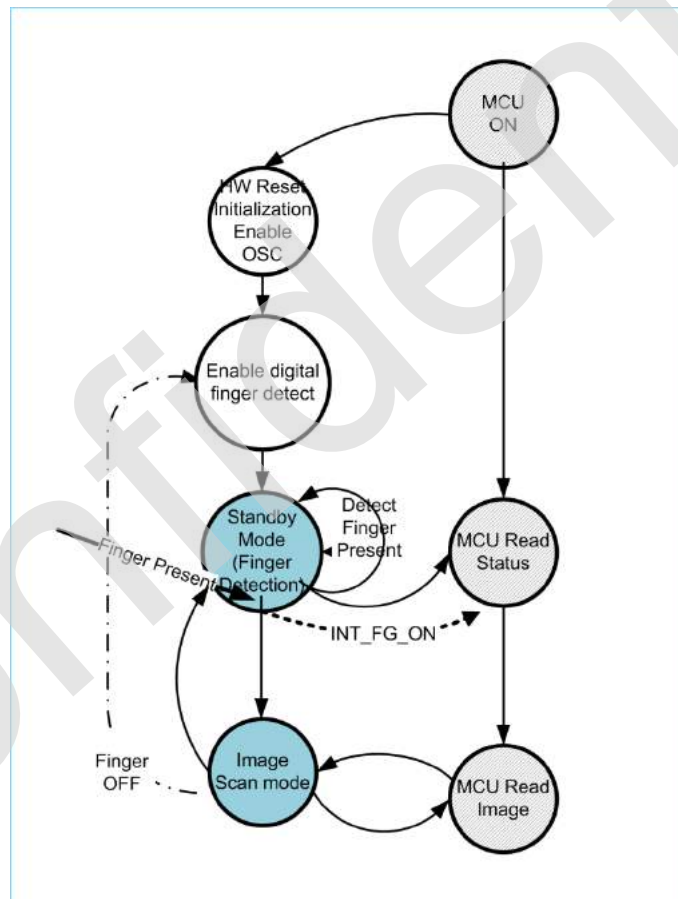 MCU
ON
HW Reset
Initialization
Enable
OSC
Enable digital
finger detect
Standby
Mode
(Finger
Detection)
Detect
Finger
Present
Finger Present
MCU Read
Status
INT_FG_ON
Finger
OFF
Image
Scan mode
MCU Read
Image